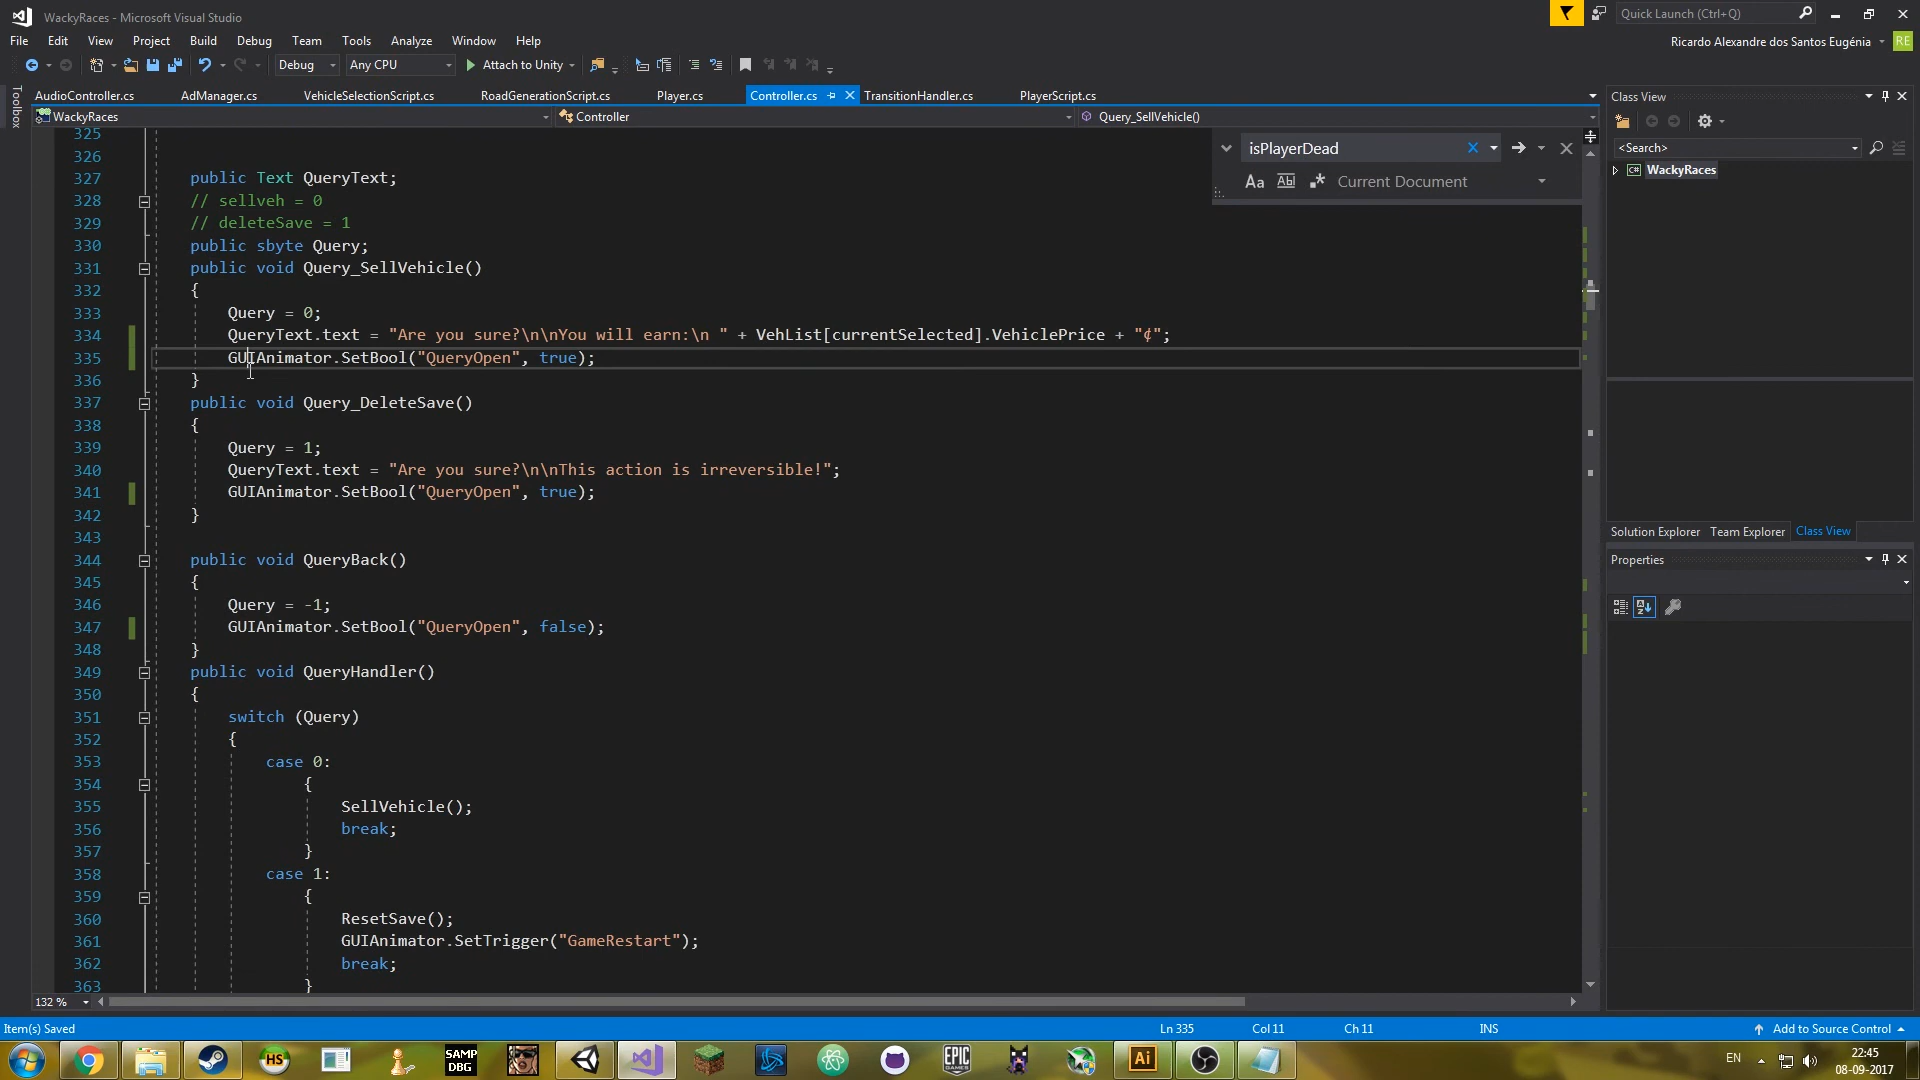 WackyRaces - Microsoft Visual Studio
Quick Launch (Ctrl+Q)
File Edit View Project Build Debug Team Tools Analyze Window Help
Ricardo Alexandre dos Santos Eugénia RE
Debug Any CPU Attach to Unity
Toolbox
AudioController.cs AdManager.cs VehicleSelectionScript.cs RoadGenerationScript.cs Player.cs Controller.cs TransitionHandler.cs PlayerScript.cs
WackyRaces Controller Query_SellVehicle()
isPlayerDead
Aa Abl Current Document
325
326
327 public Text QueryText;
328 // sellveh = 0
329 // deleteSave = 1
330 public sbyte Query;
331 public void Query_SellVehicle()
332 {
333 Query = 0;
334 QueryText.text = "Are you sure?\n\nYou will earn:\n " + VehList[currentSelected].VehiclePrice + "₡";
335 GUIAnimator.SetBool("QueryOpen", true);
336 }
337 public void Query_DeleteSave()
338 {
339 Query = 1;
340 QueryText.text = "Are you sure?\n\nThis action is irreversible!";
341 GUIAnimator.SetBool("QueryOpen", true);
342 }
343
344 public void QueryBack()
345 {
346 Query = -1;
347 GUIAnimator.SetBool("QueryOpen", false);
348 }
349 public void QueryHandler()
350 {
351 switch (Query)
352 {
353 case 0:
354 {
355 SellVehicle();
356 break;
357 }
358 case 1:
359 {
360 ResetSave();
361 GUIAnimator.SetTrigger("GameRestart");
362 break;
363 }
132 %
Class View
<Search>
WackyRaces
Solution Explorer Team Explorer Class View
Properties
Item(s) Saved Ln 335 Col 11 Ch 11 INS Add to Source Control
HS SAMP DBG EPIC GAMES Ai
EN 22:45
08-09-2017